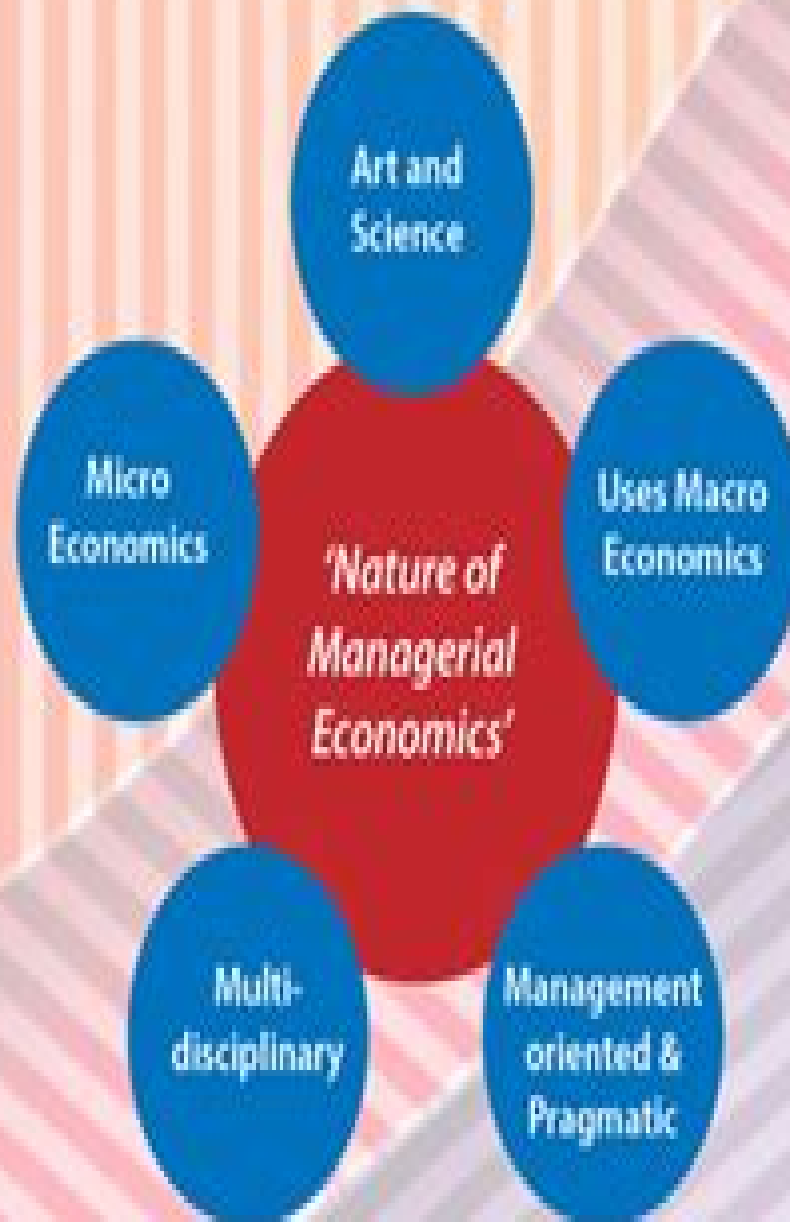 Art and
Science
Micro
Economics
Uses Macro
Economics
'Nature of
Managerial
Economics'
Multi-
disciplinary
Management
oriented &
Pragmatic